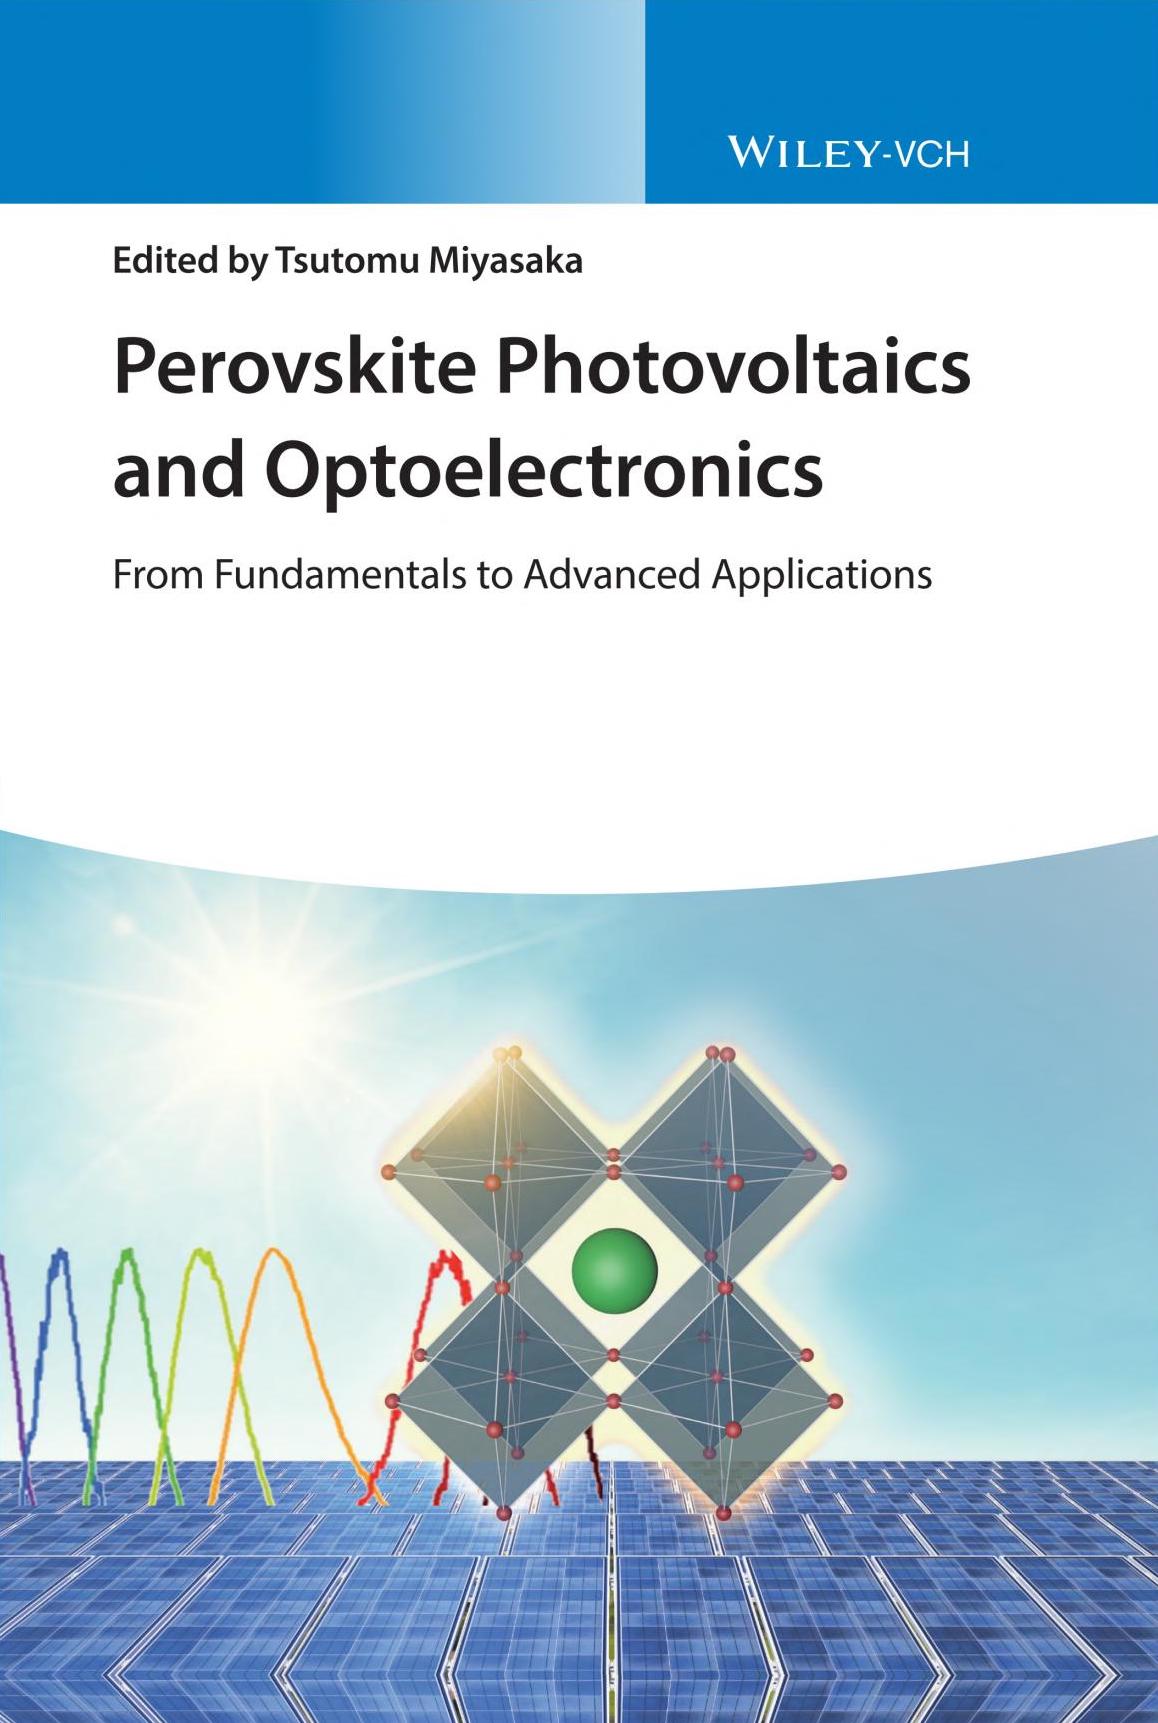 WILEY-VCH
Edited by Tsutomu Miyasaka
Perovskite Photovoltaics
and Optoelectronics
From Fundamentals to Advanced Applications